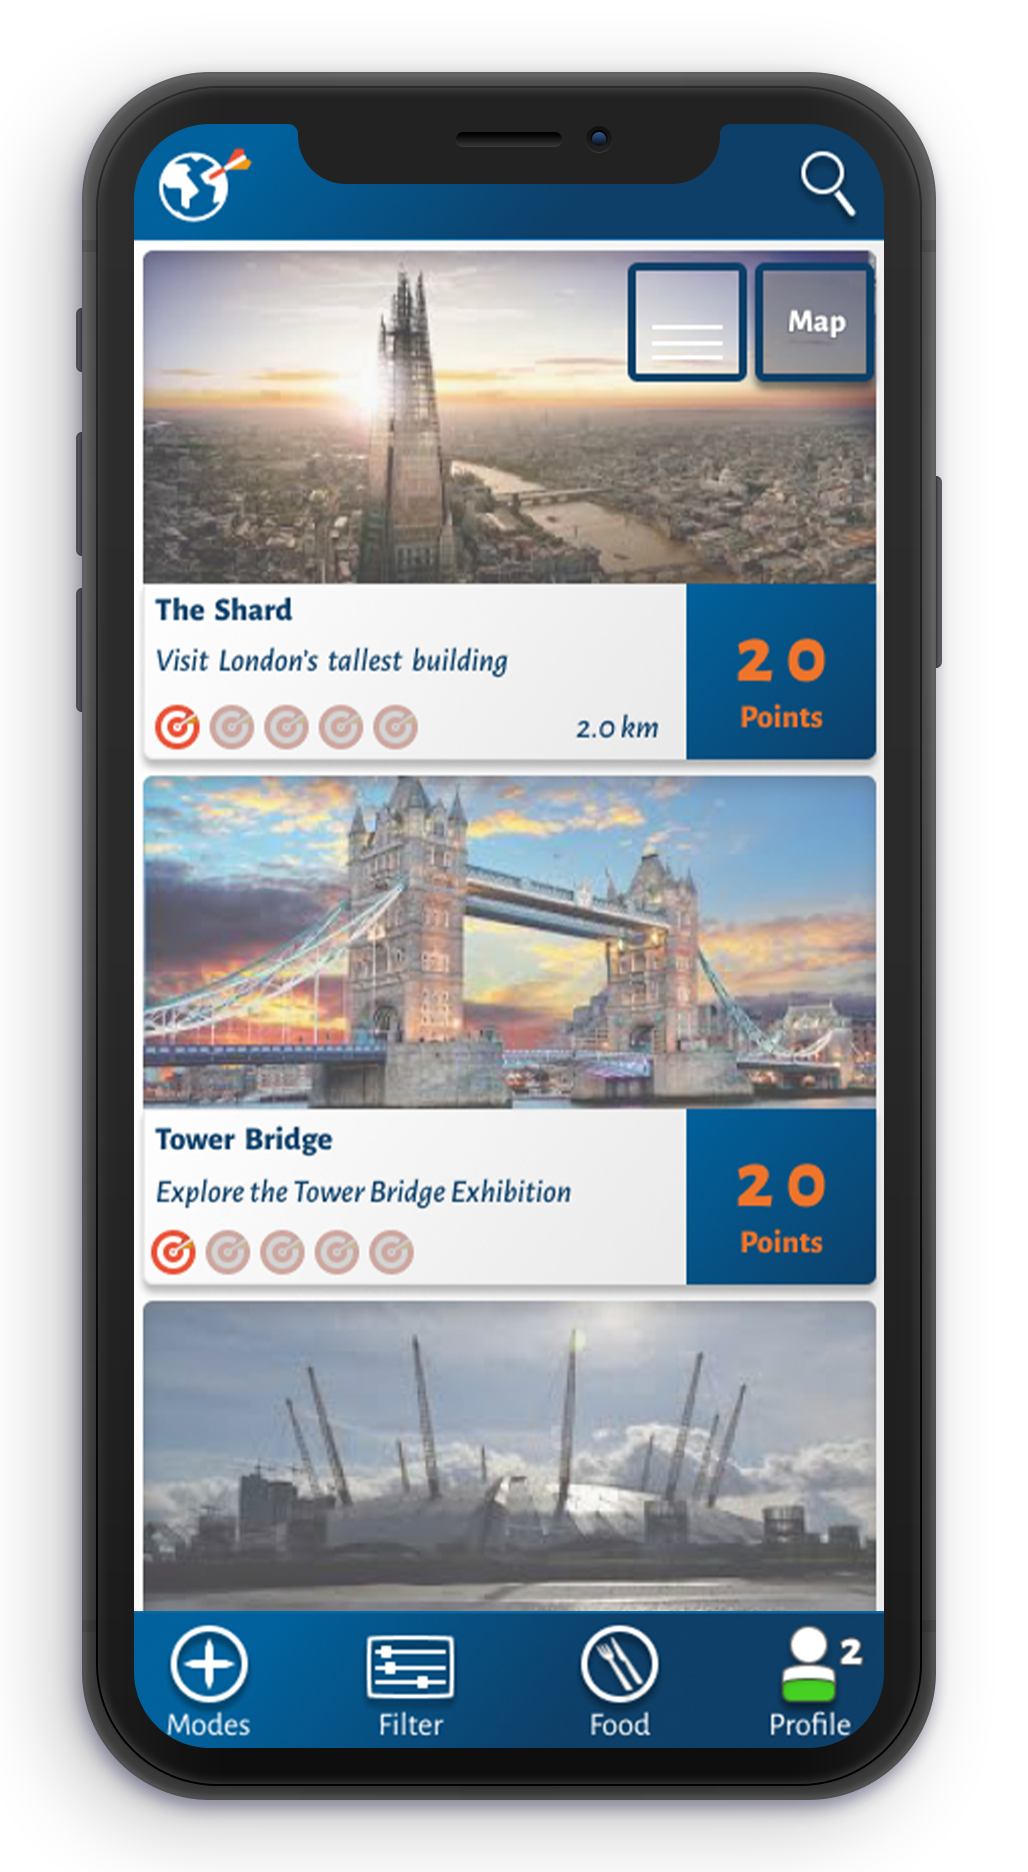 Map
The Shard
Visit London's tallest building
2.0 km
20
Points
Tower Bridge
Explore the Tower Bridge Exhibition
20
Points
2
Modes
Filter
Food
Profile